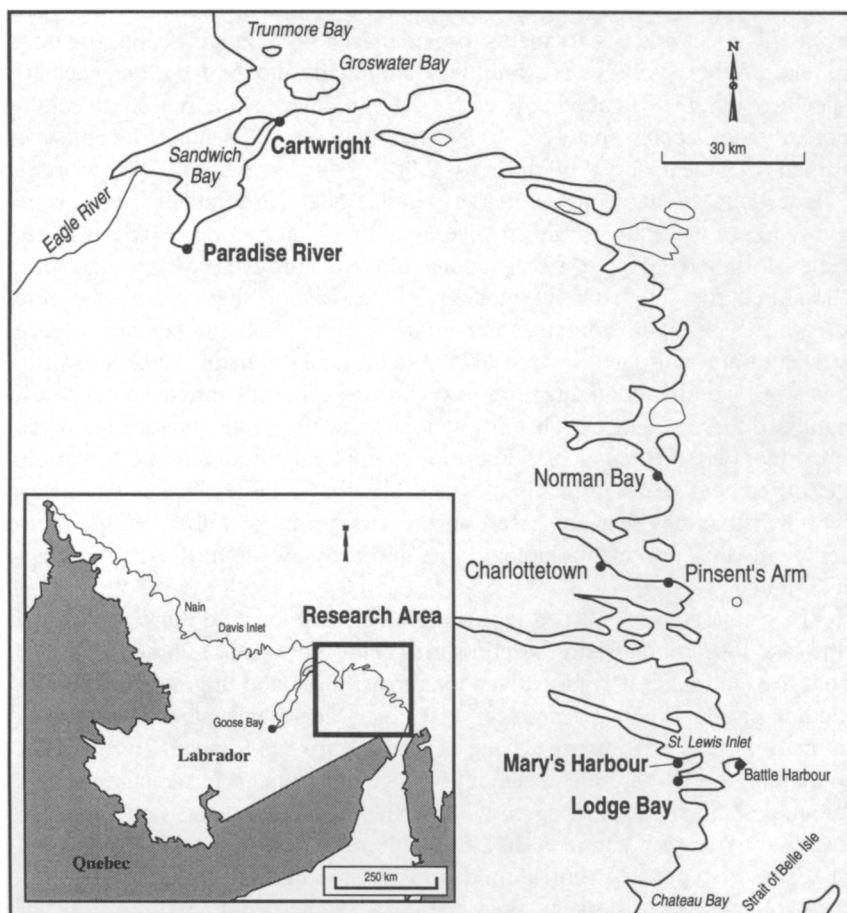 Trunmore Bay
Groswater Bay
N
Cartwright
30 km
Sandwich
Bay
Eagle River
Paradise River
Norman Bay
Charlottetown
Pinsent's Arm
Nain
Davis Inlet
Research Area
Goose Bay
Labrador
Quebec
250 km
St. Lewis Inlet
Mary's Harbour
Battle Harbour
Lodge Bay
Chateau Bay
Strait of Belle Isle